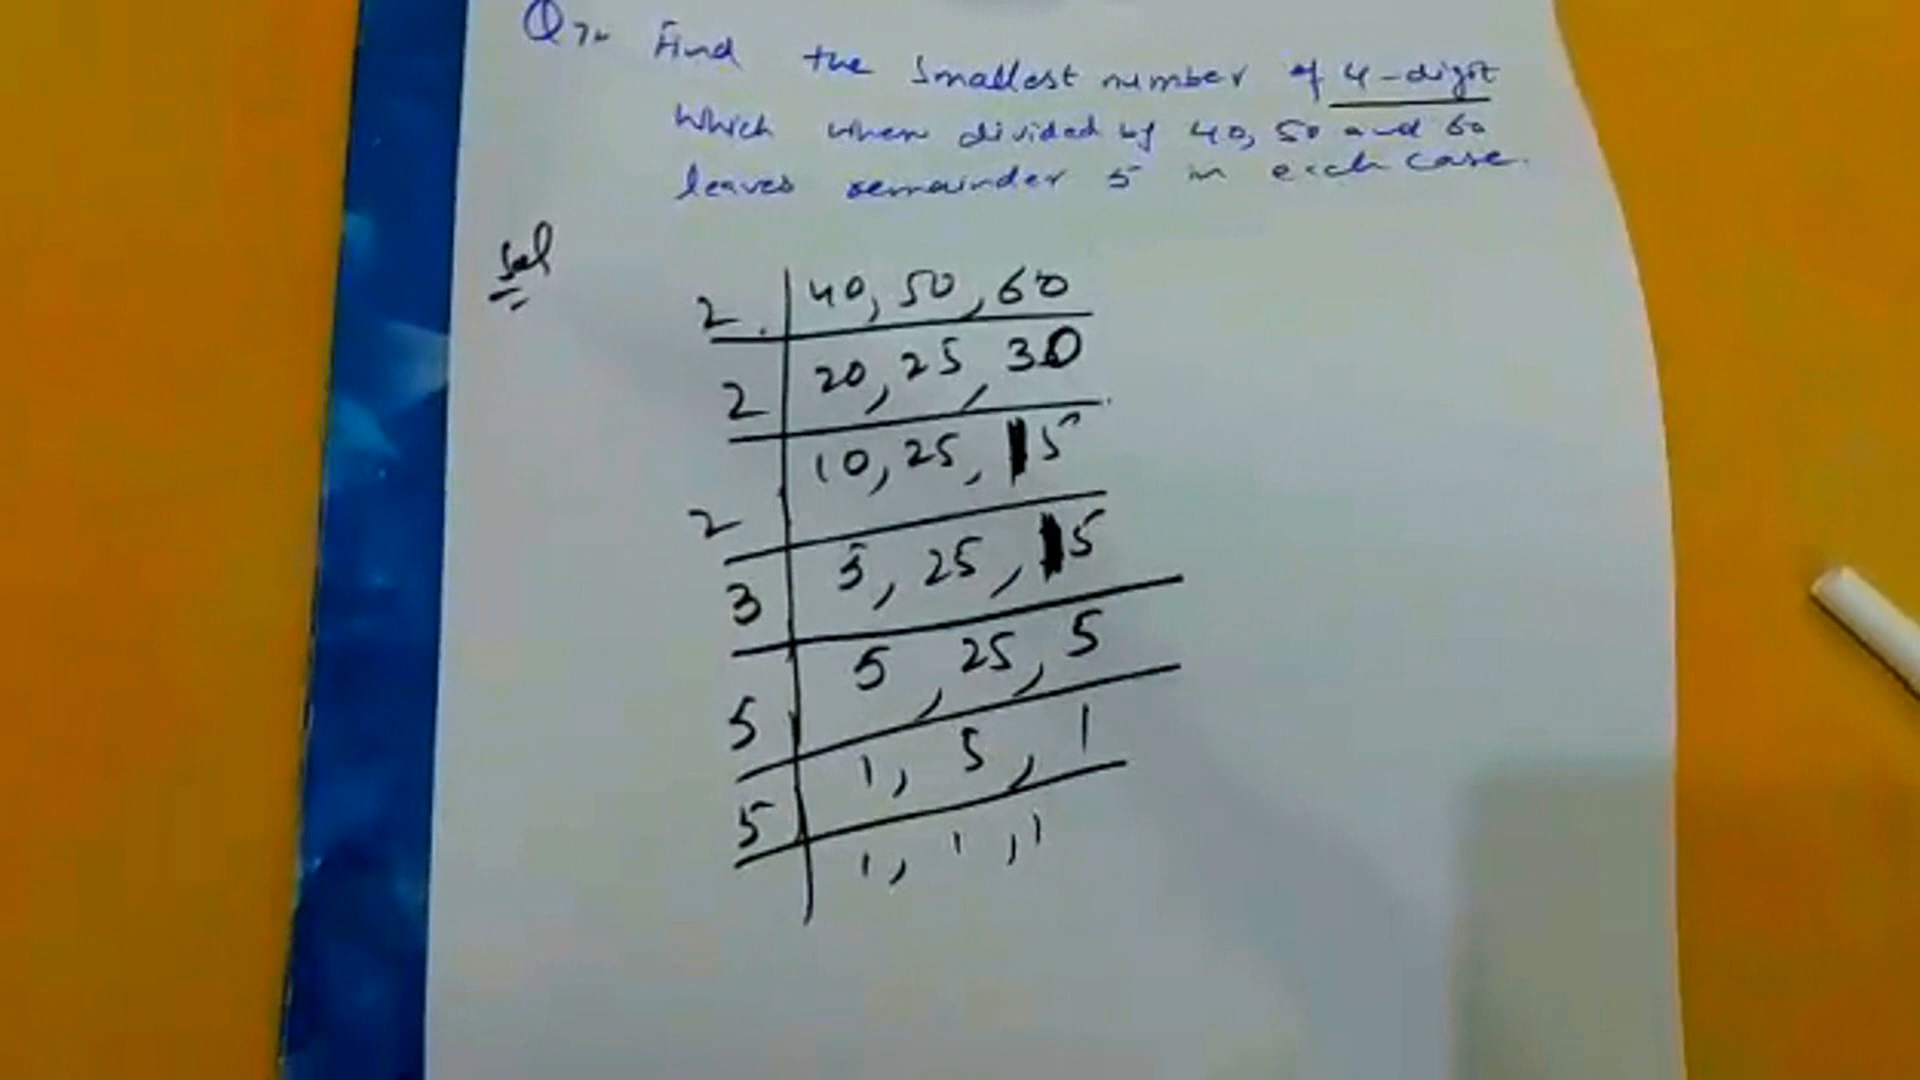 Q7. Find the smallest number of 4-digit
which when divided by 40, 50 and 60
leaves remainder 5 in each case.
Sol
2 40, 50, 60
2 20, 25, 30
2 10, 25, 15
3 5, 25, 15
5 5, 25, 5
5 1, 5, 1
1, 1, 1